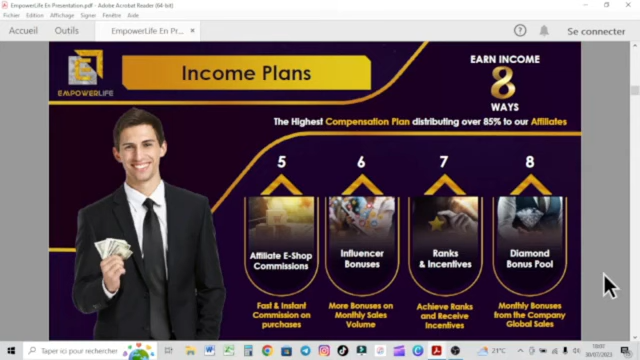 EmpowerLife En Presentation.pdf - Adobe Acrobat Reader (64-bit)
Fichier Edition Affichage Signer Fenêtre Aide
Accueil Outils EmpowerLife En Pr... × Se connecter
EMPOWERLIFE
Income Plans
EARN INCOME
8
WAYS
The Highest Compensation Plan distributing over 85% to our Affiliates
5 6 7 8
Affiliate E-Shop
Commissions
Influencer
Bonuses
Ranks
& Incentives
Diamond
Bonus Pool
Fast & Instant
Commission on
purchases
More Bonuses on
Monthly Sales
Volume
Achieve Ranks
and Receive
Incentives
Monthly Bonuses
from the Company
Global Sales
Taper ici pour rechercher
21°C
30/07/2023